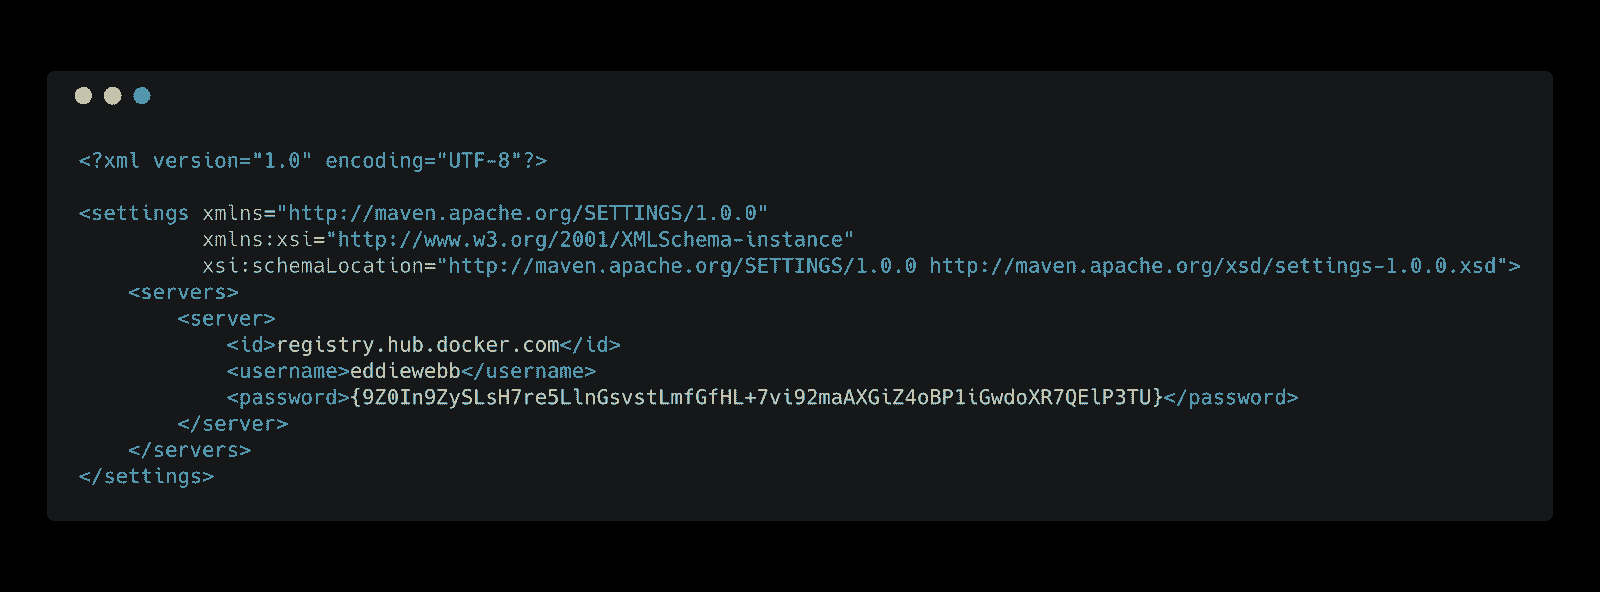 <?xml version="1.0" encoding="UTF-8"?>
<settings xmlns="http://maven.apache.org/SETTINGS/1.0.0"
xmlns:xsi="http://www.w3.org/2001/XMLSchema-instance"
xsi:schemaLocation="http://maven.apache.org/SETTINGS/1.0.0 http://maven.apache.org/xsd/settings-1.0.0.xsd">
<servers>
<server>
<id>registry.hub.docker.com</id>
<username>eddiewebb</username>
<password>{9Z0In9ZySLsH7re5LlnGsvstLmfGfHL+7vi92maAXGiZ4oBP1iGwdoXR7QElP3TU}</password>
</server>
</servers>
</settings>